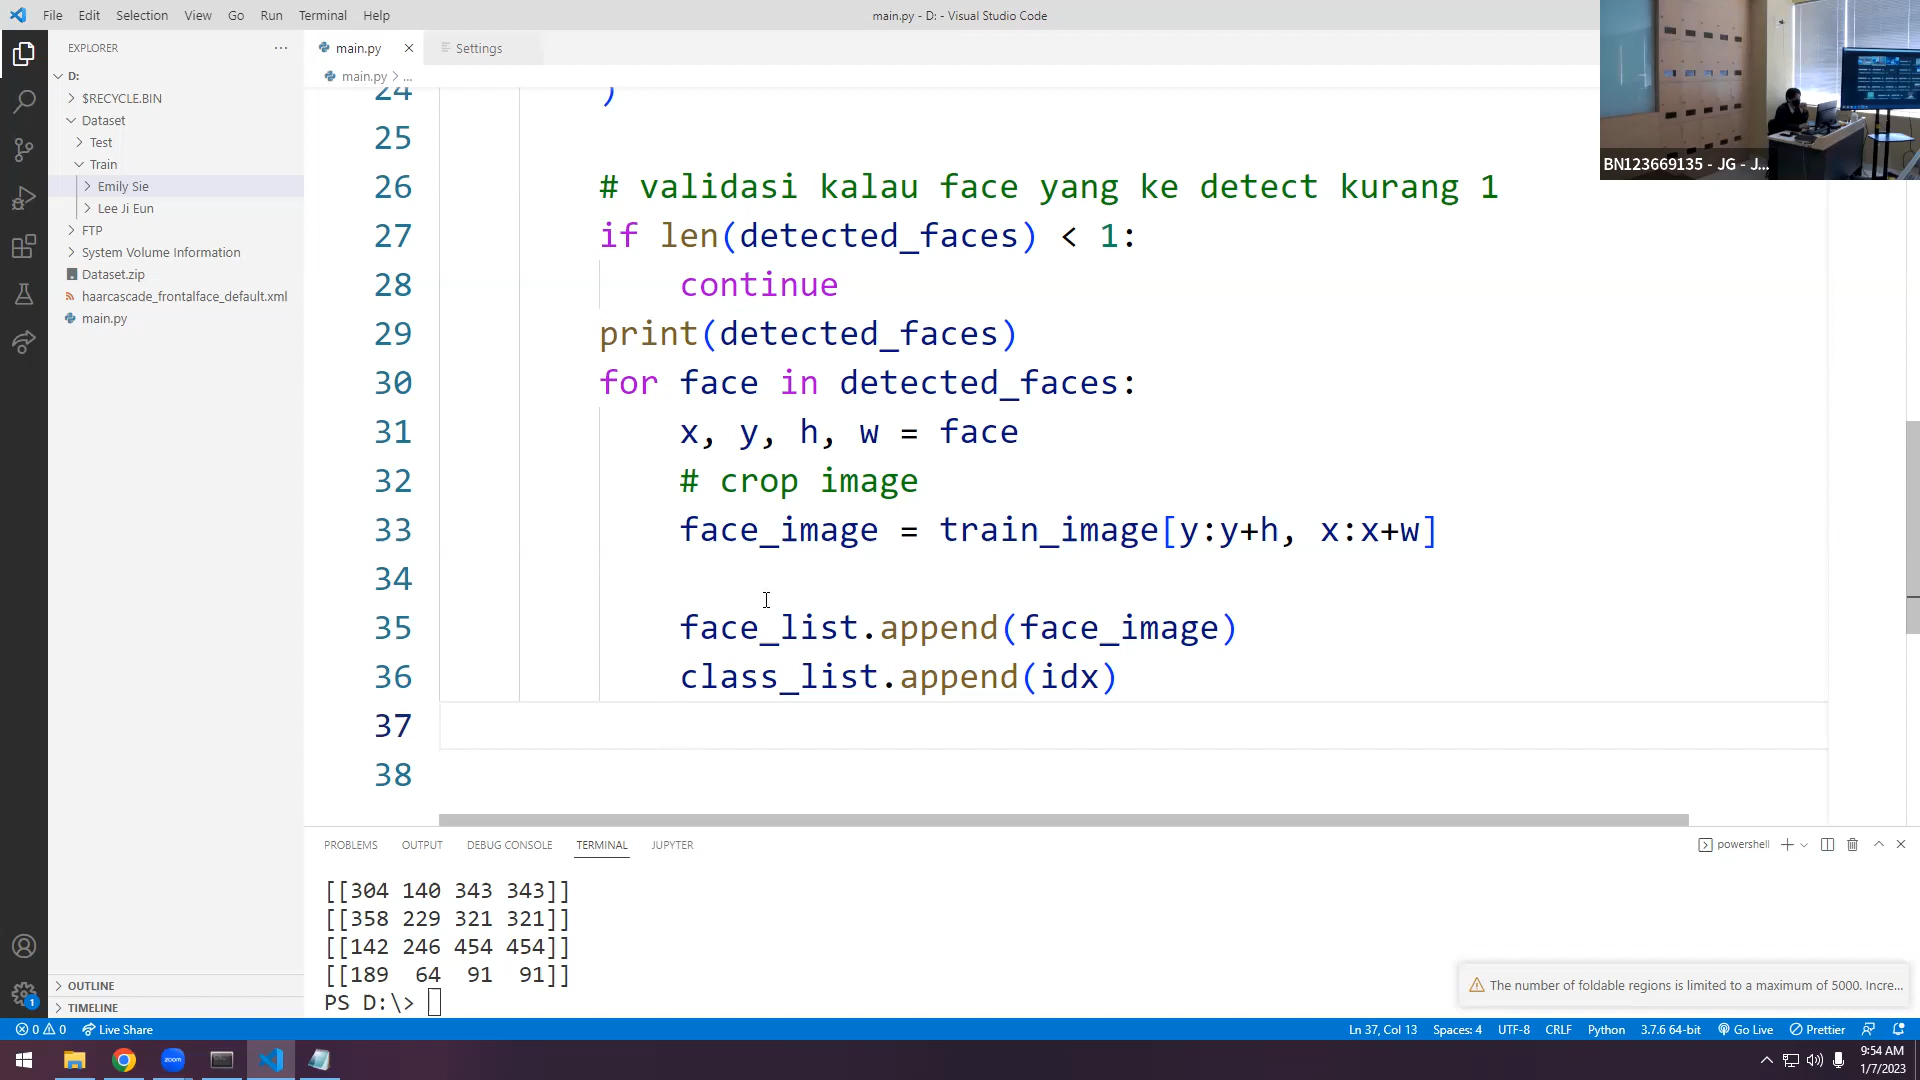 File Edit Selection View Go Run Terminal Help
main.py - D: - Visual Studio Code
EXPLORER
main.py
Settings
D:
main.py > ...
$RECYCLE.BIN
Dataset
Test
Train
Emily Sie
Lee Ji Eun
FTP
System Volume Information
Dataset.zip
haarcascade_frontalface_default.xml
main.py
BN123669135 - JG - J...
24 )
25
26 # validasi kalau face yang ke detect kurang 1
27 if len(detected_faces) < 1:
28 continue
29 print(detected_faces)
30 for face in detected_faces:
31 x, y, h, w = face
32 # crop image
33 face_image = train_image[y:y+h, x:x+w]
34
35 face_list.append(face_image)
36 class_list.append(idx)
37
38
PROBLEMS OUTPUT DEBUG CONSOLE TERMINAL JUPYTER
powershell
[[304 140 343 343]]
[[358 229 321 321]]
[[142 246 454 454]]
[[189  64  91  91]]
PS D:\>
The number of foldable regions is limited to a maximum of 5000. Incre...
OUTLINE
TIMELINE
1
0 0 Live Share
Ln 37, Col 13 Spaces: 4 UTF-8 CRLF Python 3.7.6 64-bit Go Live Prettier
zoom
9:54 AM
1/7/2023